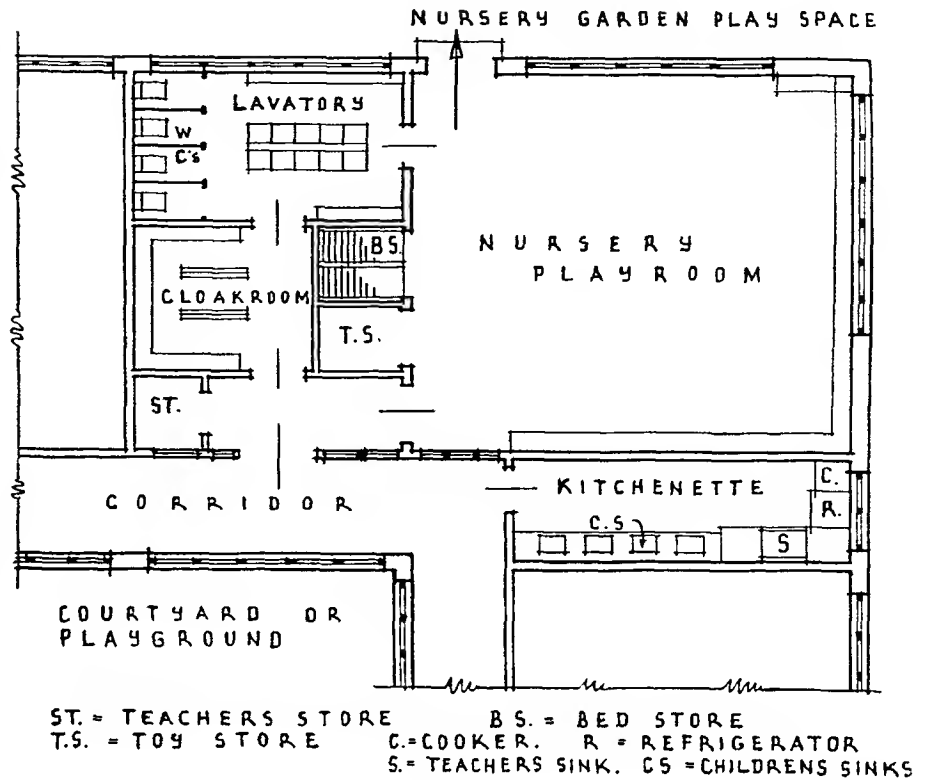 NURSERY GARDEN PLAY SPACE
LAVATORY
W
C's
NURSERY
PLAYROOM
B S.
CLOAKROOM
T.S.
ST.
CORRIDOR
KITCHENETTE
C.
R.
C.S
S
COURTYARD OR
PLAYGROUND
ST. = TEACHERS STORE B S. = BED STORE
T.S. = TOY STORE C. = COOKER. R = REFRIGERATOR
S. = TEACHERS SINK. CS = CHILDRENS SINKS